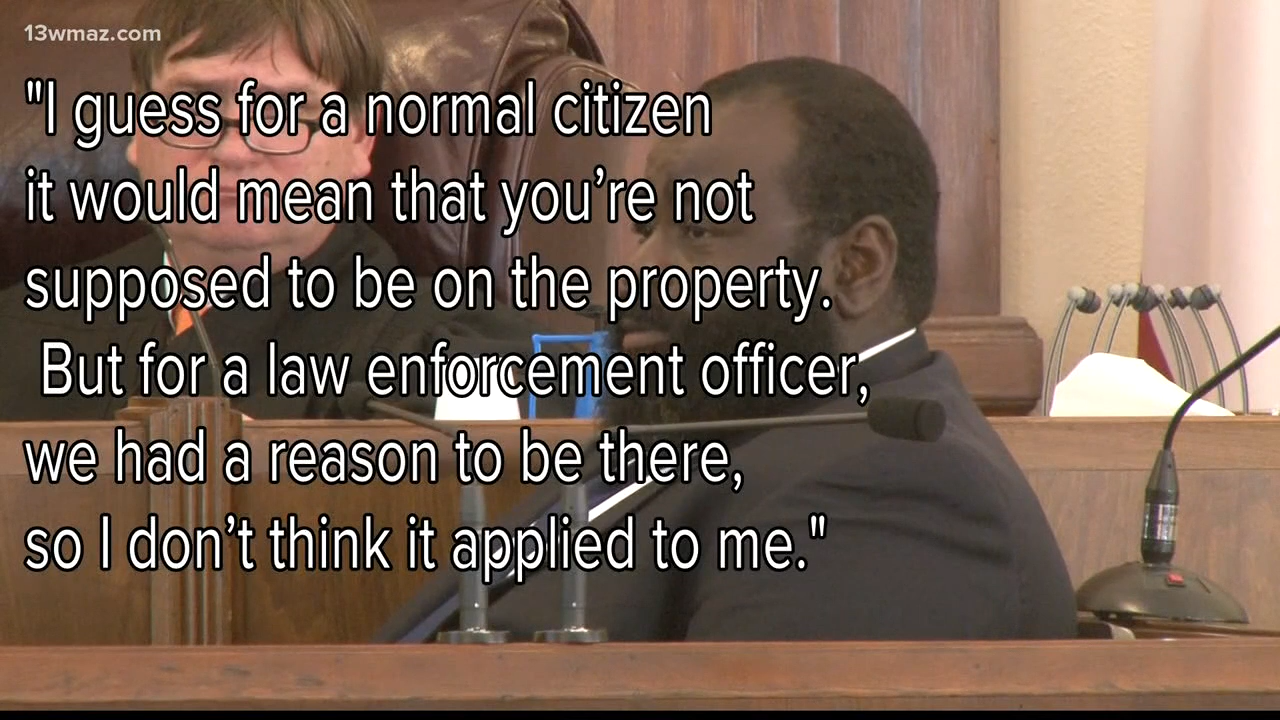 13wmaz.com
"I guess for a normal citizen
it would mean that you’re not
supposed to be on the property.
But for a law enforcement officer,
we had a reason to be there,
so I don’t think it applied to me."